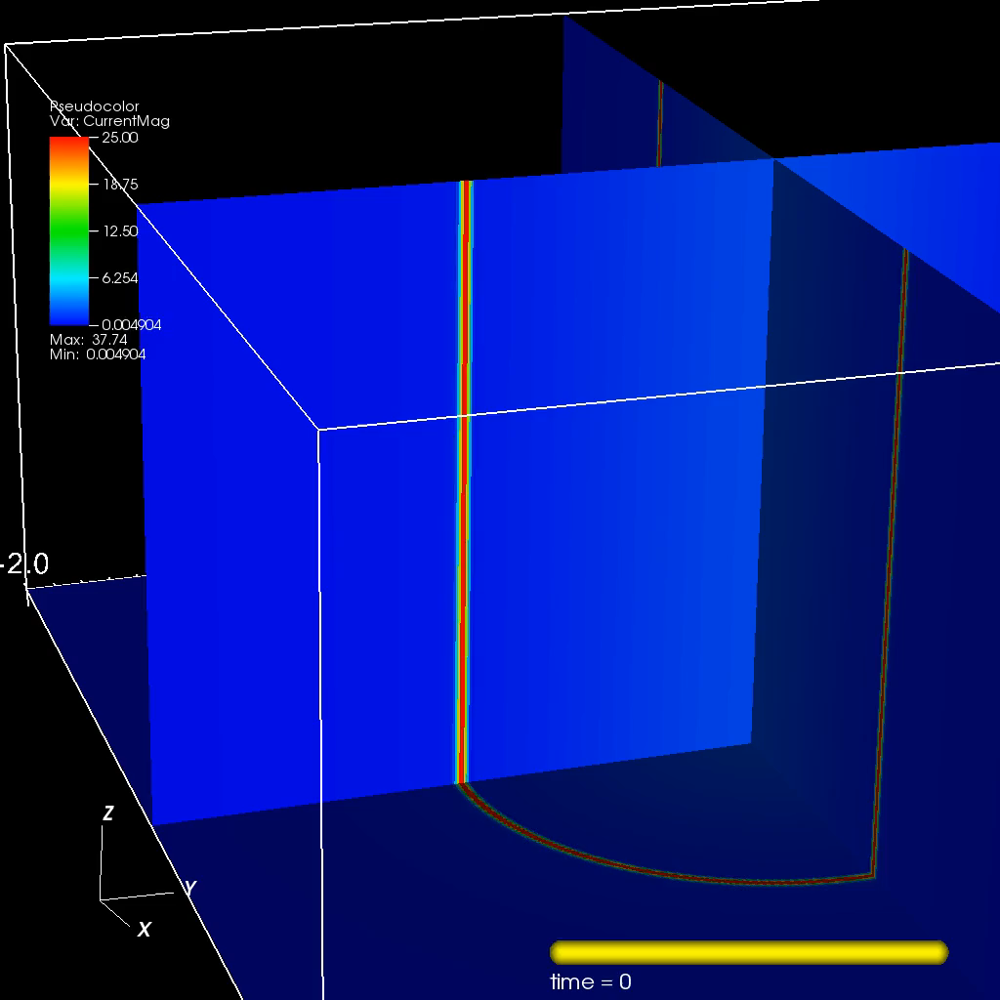 Pseudocolor
Var: CurrentMag
25.00
18.75
12.50
6.254
0.004904
Max: 37.74
Min: 0.004904
-2.0
Z
Y
X
time = 0